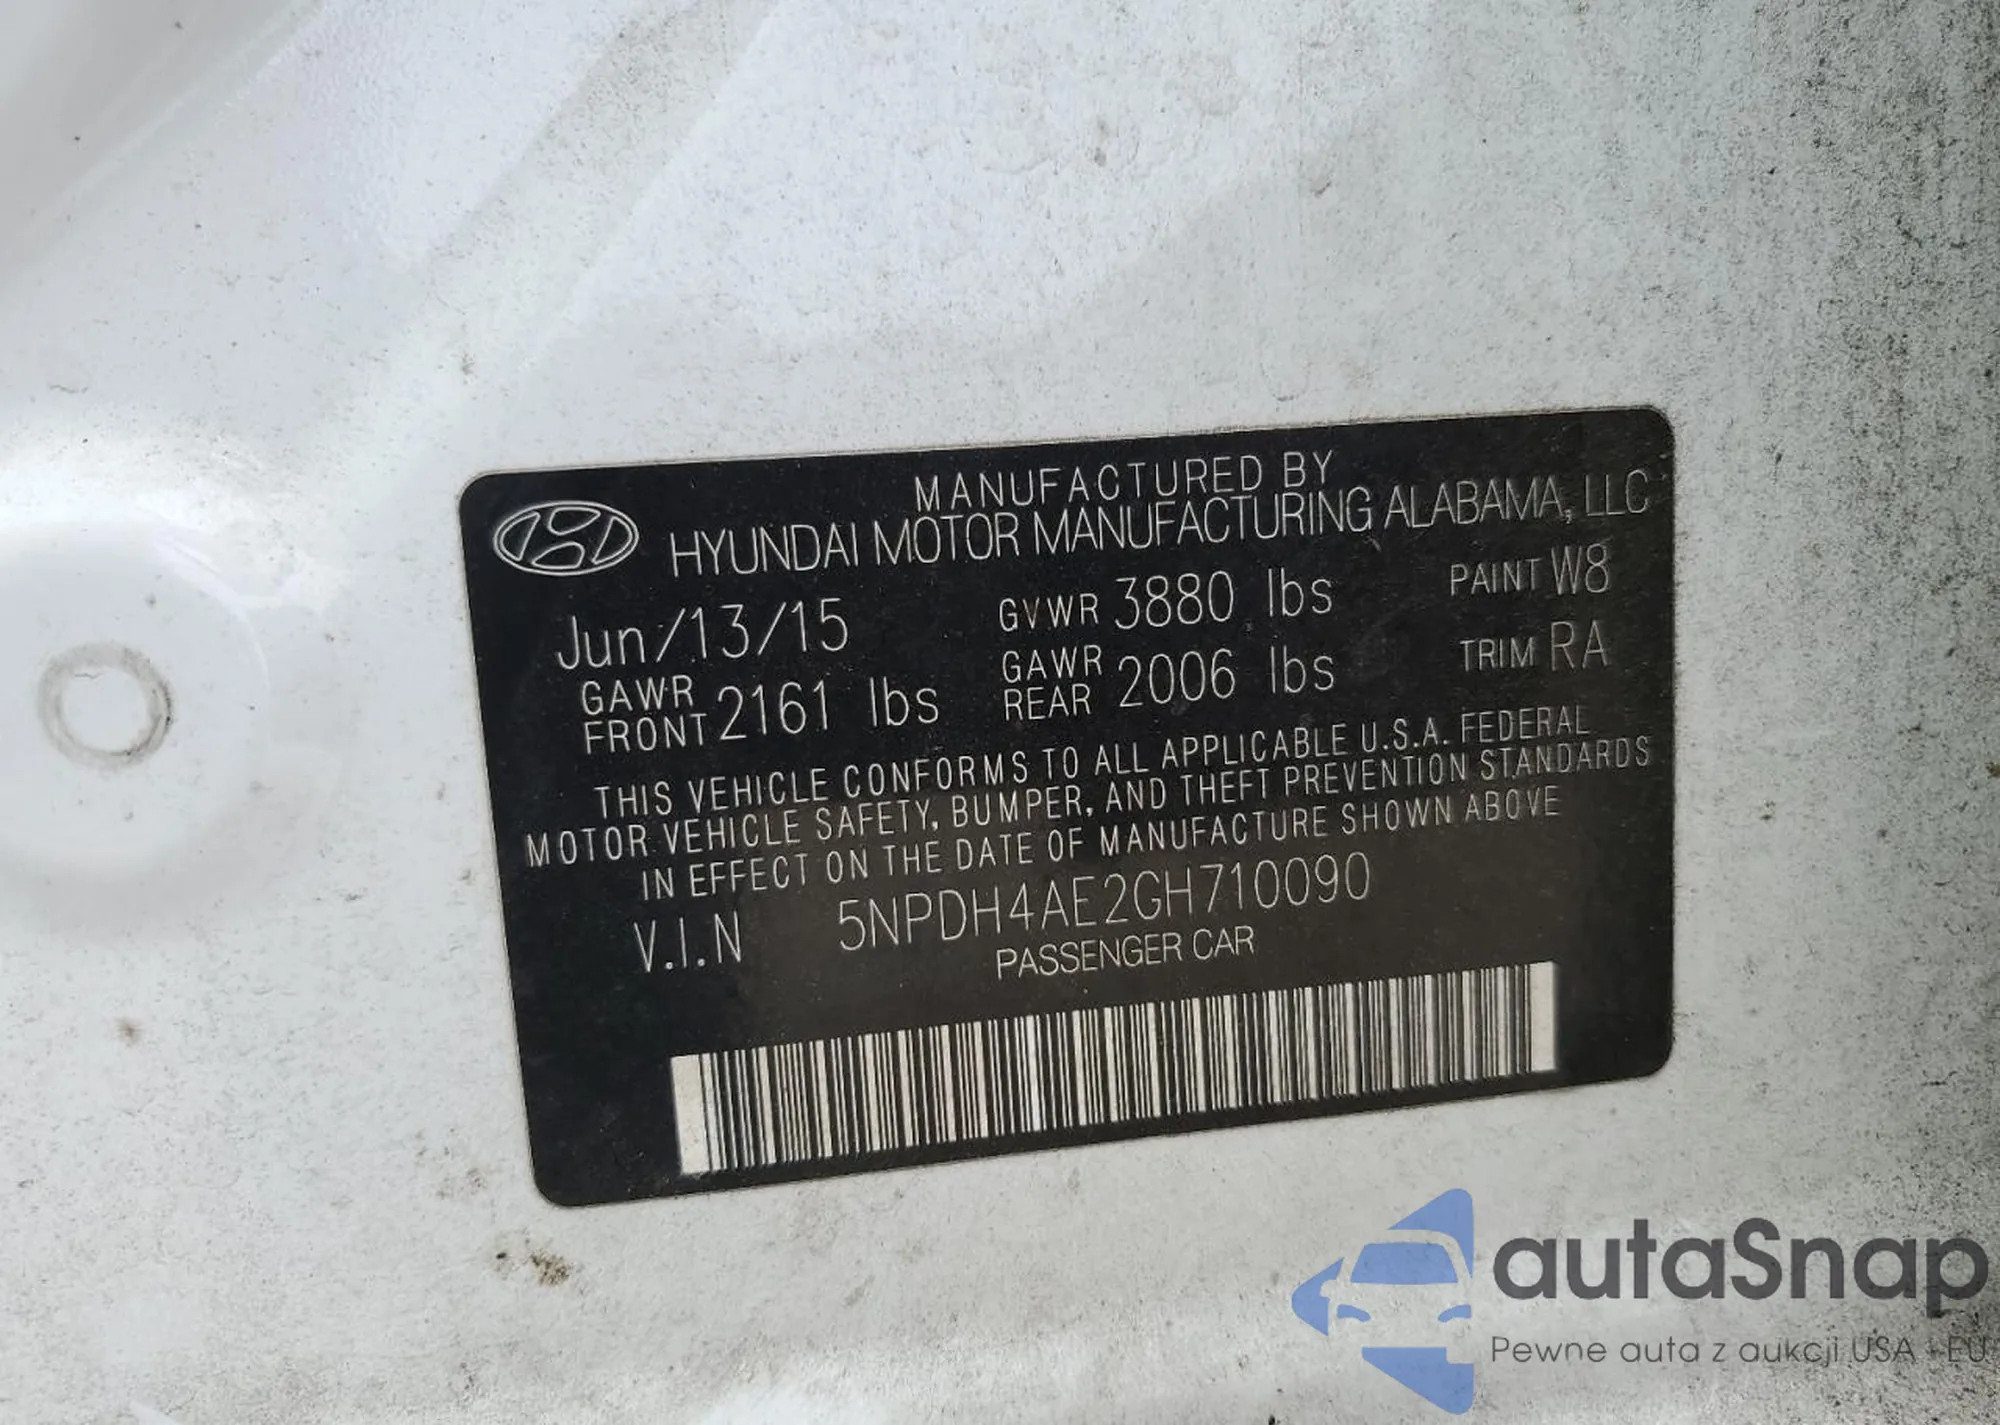 MANUFACTURED BY
HYUNDAI MOTOR MANUFACTURING ALABAMA, LLC
Jun/13/15 GVWR 3880 lbs PAINT W8
GAWR FRONT 2161 lbs GAWR REAR 2006 lbs TRIM RA
THIS VEHICLE CONFORMS TO ALL APPLICABLE U.S.A. FEDERAL
MOTOR VEHICLE SAFETY, BUMPER, AND THEFT PREVENTION STANDARDS
IN EFFECT ON THE DATE OF MANUFACTURE SHOWN ABOVE
V.I.N 5NPDH4AE2GH710090
PASSENGER CAR
autaSnap
Pewne auta z aukcji USA i EU